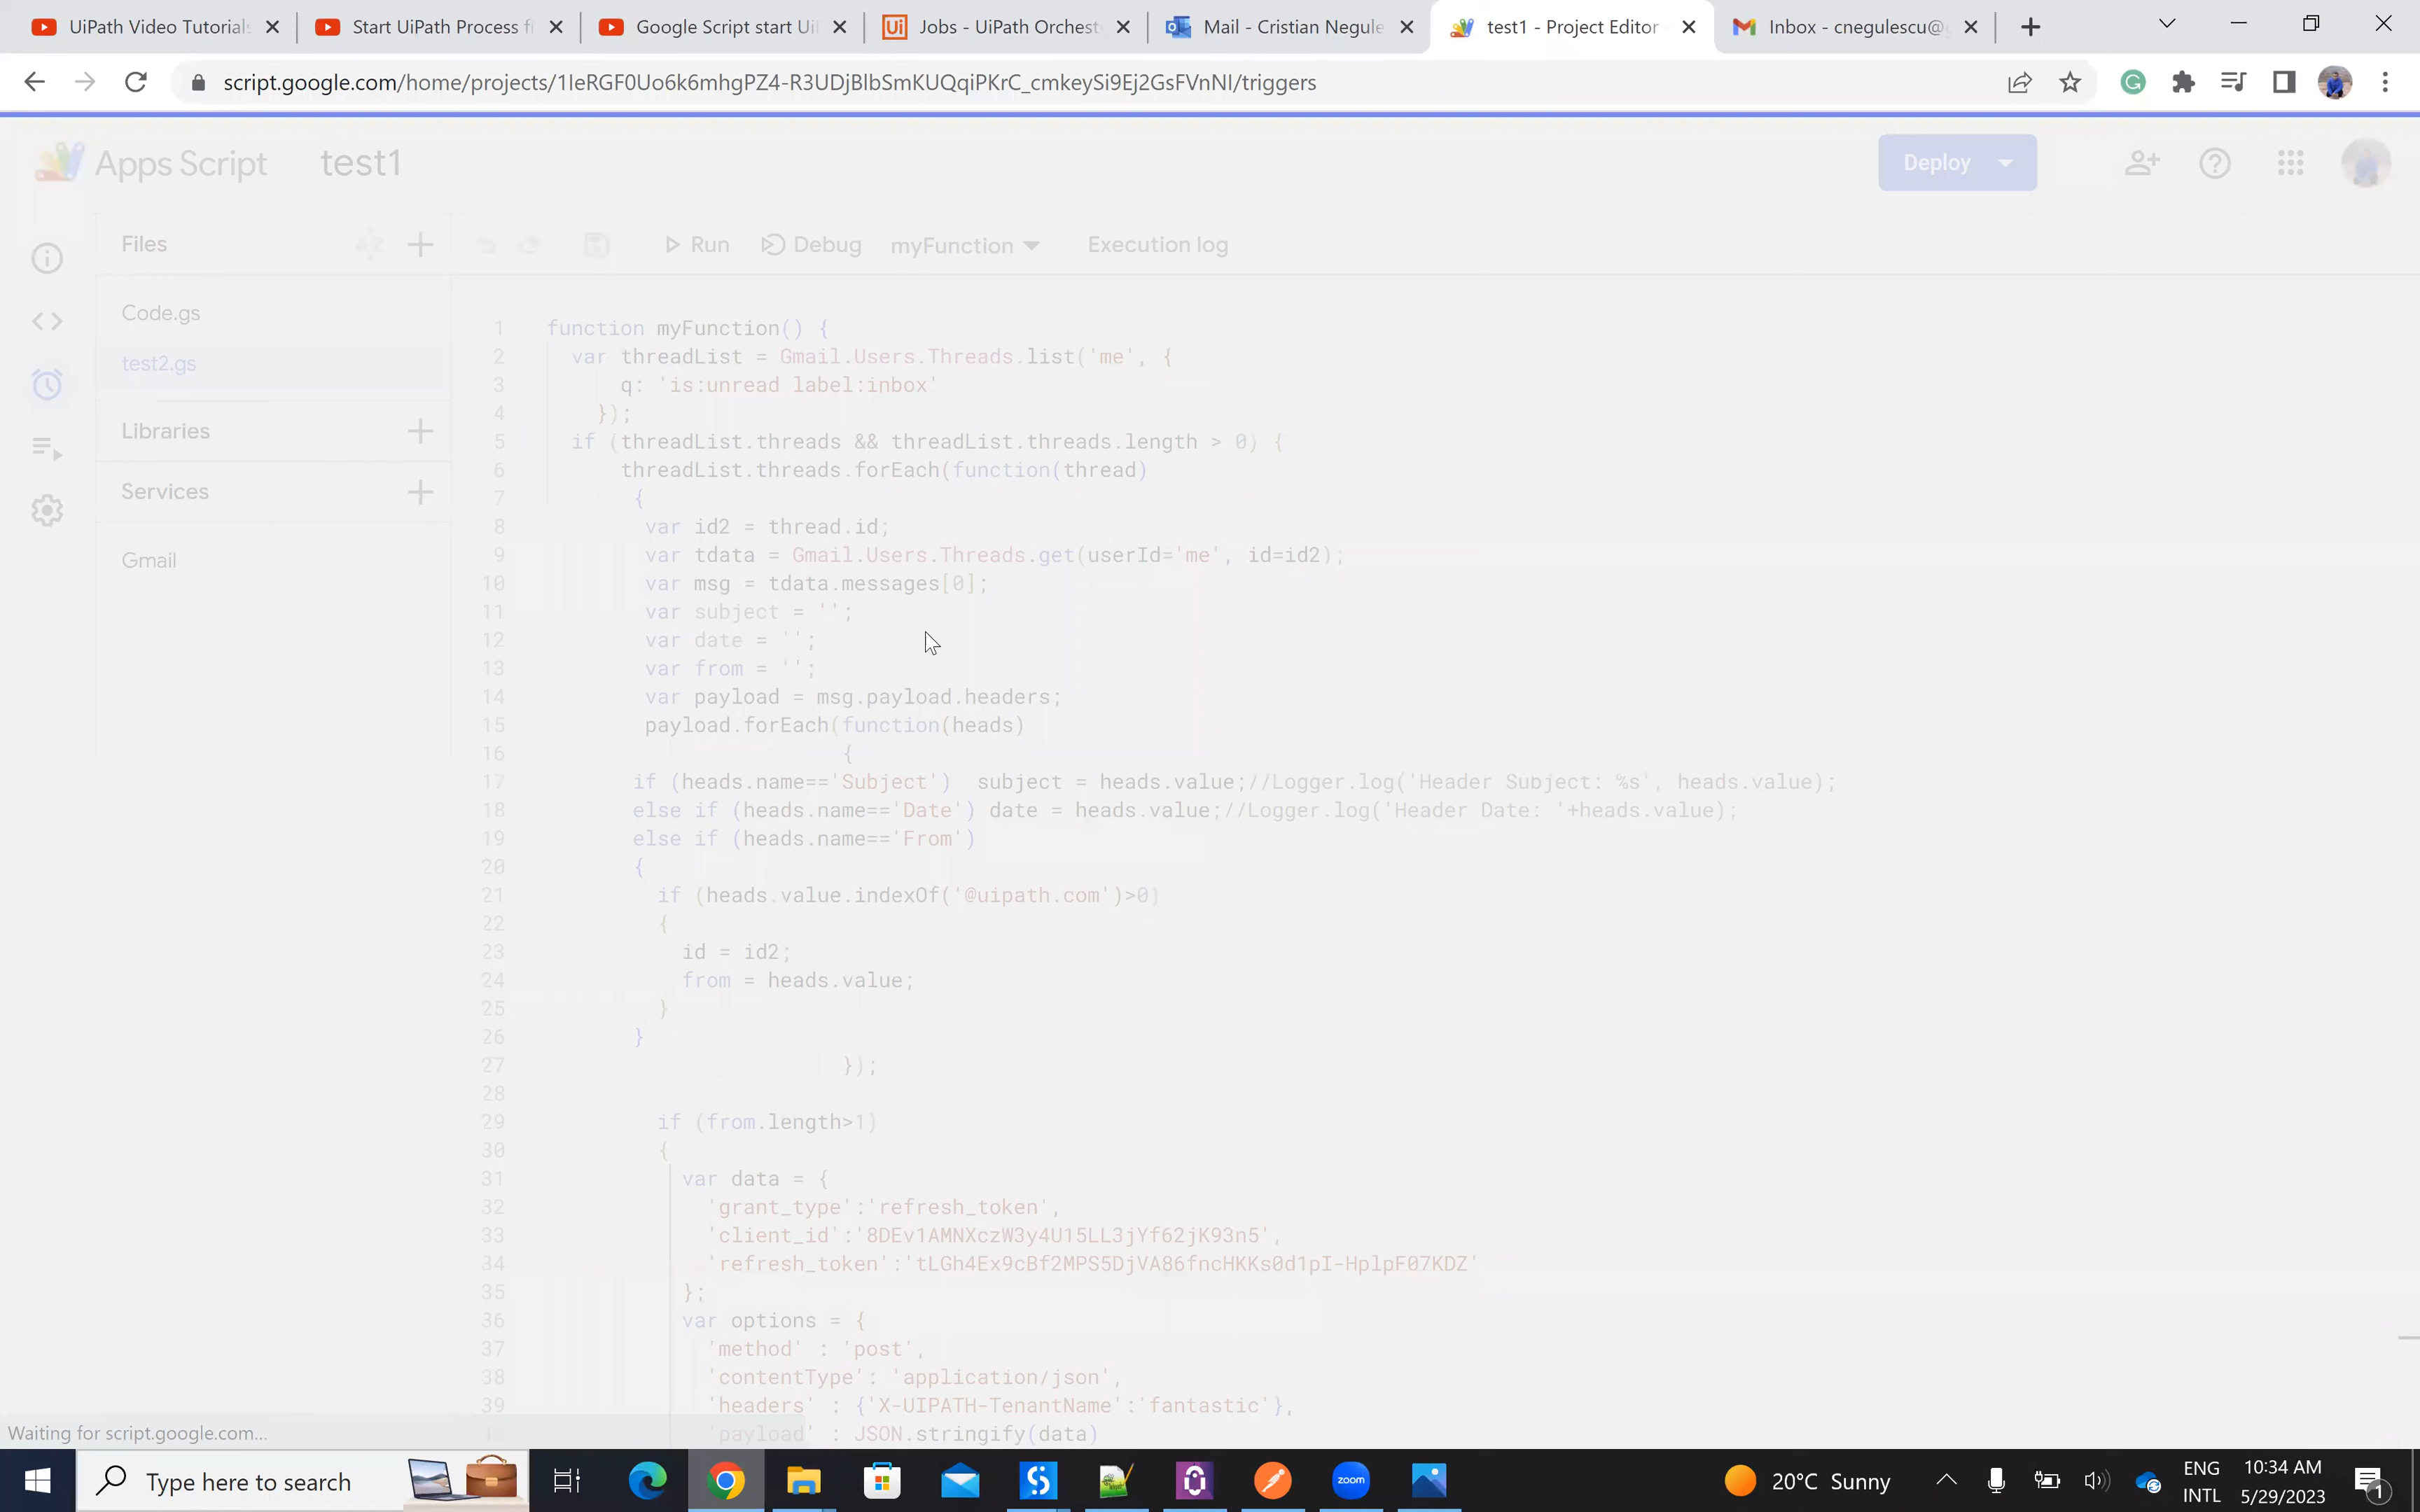 UiPath Video Tutorials
Start UiPath Process f
Google Script start Ui
Jobs - UiPath Orchest
Mail - Cristian Negule
test1 - Project Editor
Inbox - cnegulescu@
script.google.com/home/projects/1IeRGF0Uo6k6mhgPZ4-R3UDjBlbSmKUQqiPKrC_cmkeySi9Ej2GsFVnNI/triggers
Apps Script
test1
Deploy
Files
Run
Debug
myFunction
Execution log
Code.gs
test2.gs
Libraries
Services
Gmail
1 function myFunction() {
2 var threadList = Gmail.Users.Threads.list('me', {
3 q: 'is:unread label:inbox'
4 });
5 if (threadList.threads && threadList.threads.length > 0) {
6 threadList.threads.forEach(function(thread)
7 {
8 var id2 = thread.id;
9 var tdata = Gmail.Users.Threads.get(userId='me', id=id2);
10 var msg = tdata.messages[0];
11 var subject = '';
12 var date = '';
13 var from = '';
14 var payload = msg.payload.headers;
15 payload.forEach(function(heads)
16 {
17 if (heads.name=='Subject') subject = heads.value;//Logger.log('Header Subject: %s', heads.value);
18 else if (heads.name=='Date') date = heads.value;//Logger.log('Header Date: '+heads.value);
19 else if (heads.name=='From')
20 {
21 if (heads.value.indexOf('@uipath.com')>0)
22 {
23 id = id2;
24 from = heads.value;
25 }
26 }
27 });
28
29 if (from.length>1)
30 {
31 var data = {
32 'grant_type':'refresh_token',
33 'client_id':'8DEv1AMNXczW3y4U15LL3jYf62jK93n5',
34 'refresh_token':'tLGh4Ex9cBf2MPS5DjVA86fncHKKs0d1pI-HplpF07KDZ'
35 };
36 var options = {
37 'method' : 'post',
38 'contentType': 'application/json',
39 'headers' : {'X-UIPATH-TenantName':'fantastic'},
'payload' : JSON.stringify(data)
Waiting for script.google.com...
Type here to search
zoom
20°C Sunny
ENG
INTL
10:34 AM
5/29/2023
1